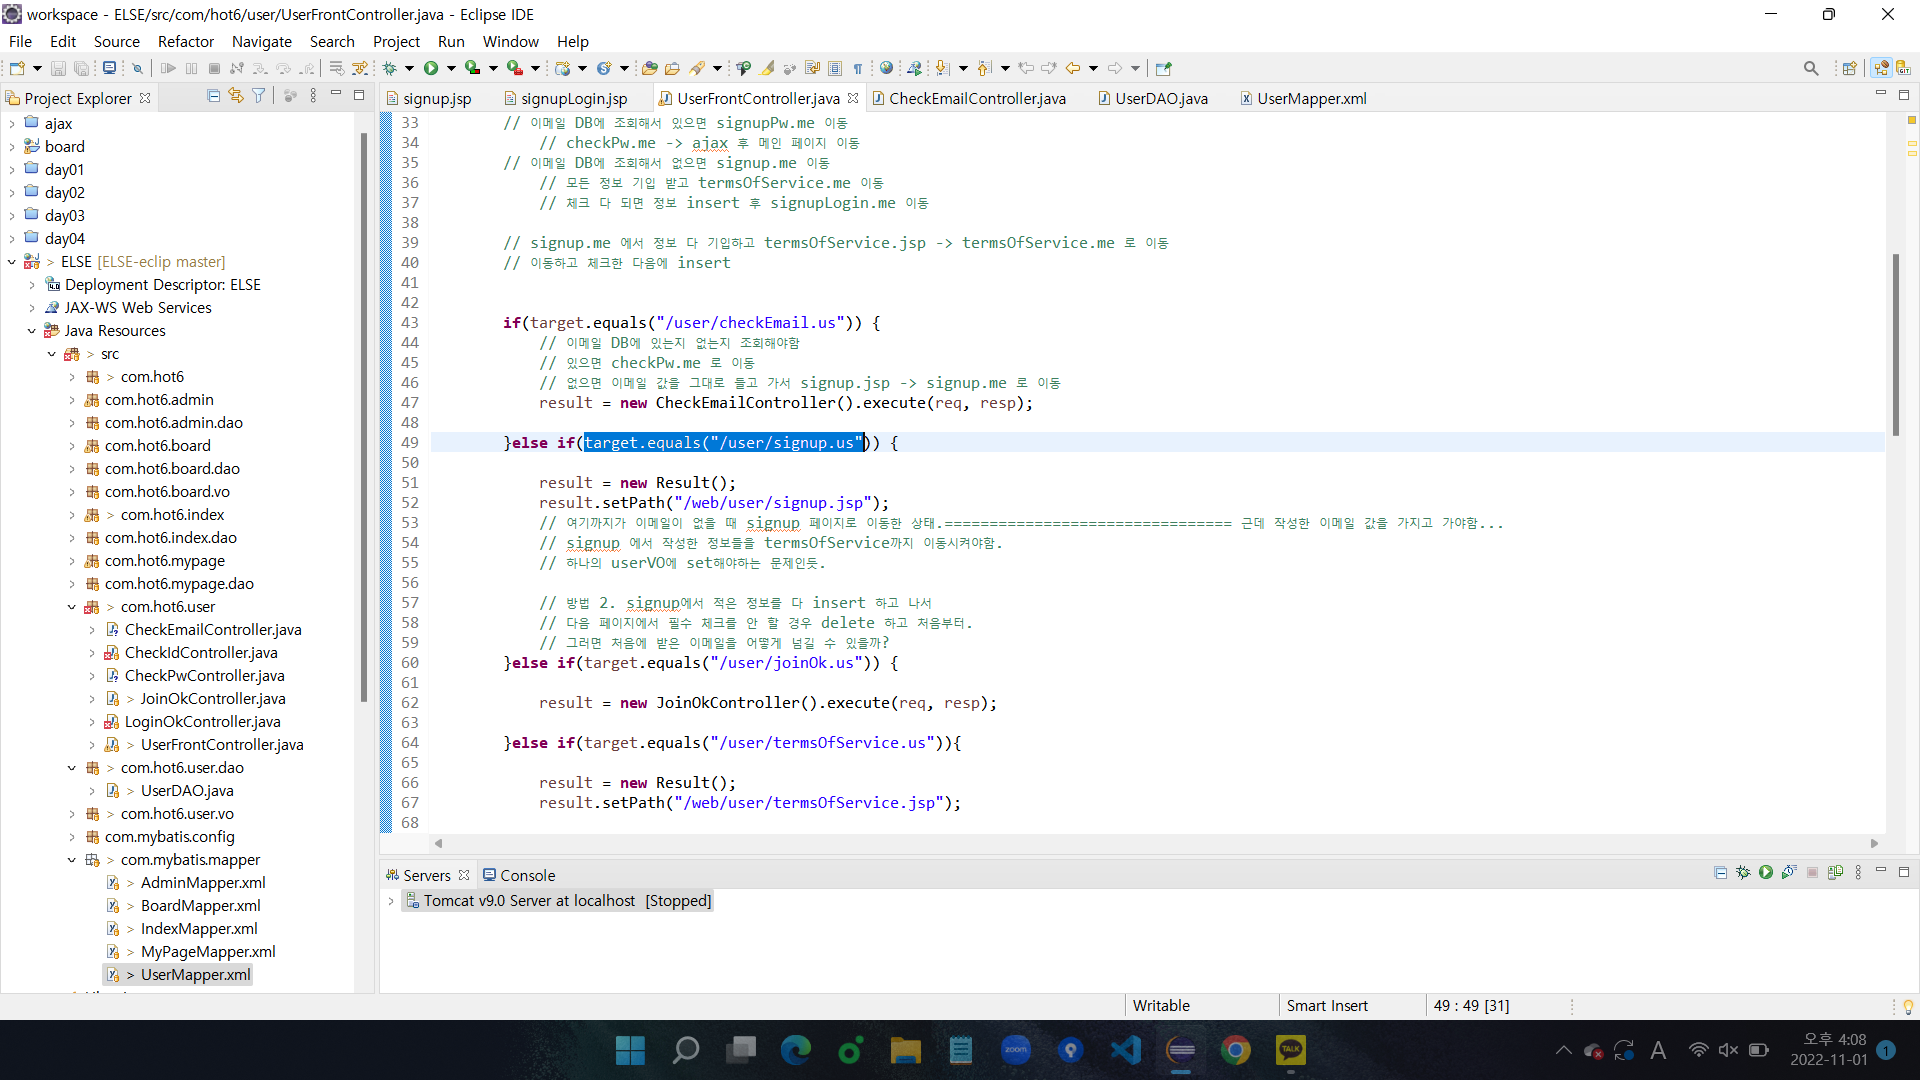 workspace - ELSE/src/com/hot6/user/UserFrontController.java - Eclipse IDE
File Edit Source Refactor Navigate Search Project Run Window Help
Project Explorer
ajax
board
day01
day02
day03
day04
> ELSE [ELSE-eclip master]
Deployment Descriptor: ELSE
JAX-WS Web Services
Java Resources
> src
> com.hot6
com.hot6.admin
com.hot6.admin.dao
com.hot6.board
com.hot6.board.dao
com.hot6.board.vo
> com.hot6.index
com.hot6.index.dao
com.hot6.mypage
com.hot6.mypage.dao
> com.hot6.user
CheckEmailController.java
CheckIdController.java
CheckPwController.java
> JoinOkController.java
LoginOkController.java
> UserFrontController.java
> com.hot6.user.dao
> UserDAO.java
> com.hot6.user.vo
com.mybatis.config
> com.mybatis.mapper
> AdminMapper.xml
> BoardMapper.xml
> IndexMapper.xml
> MyPageMapper.xml
> UserMapper.xml
signup.jsp signupLogin.jsp UserFrontController.java CheckEmailController.java UserDAO.java UserMapper.xml
33 // 이메일 DB에 조회해서 있으면 signupPw.me 이동
34 // checkPw.me -> ajax 후 메인 페이지 이동
35 // 이메일 DB에 조회해서 없으면 signup.me 이동
36 // 모든 정보 기입 받고 termsOfService.me 이동
37 // 체크 다 되면 정보 insert 후 signupLogin.me 이동
38
39 // signup.me 에서 정보 다 기입하고 termsOfService.jsp -> termsOfService.me 로 이동
40 // 이동하고 체크한 다음에 insert
41
42
43 if(target.equals("/user/checkEmail.us")) {
44 // 이메일 DB에 있는지 없는지 조회해야함
45 // 있으면 checkPw.me 로 이동
46 // 없으면 이메일 값을 그대로 들고 가서 signup.jsp -> signup.me 로 이동
47 result = new CheckEmailController().execute(req, resp);
48
49 }else if(target.equals("/user/signup.us")) {
50
51 result = new Result();
52 result.setPath("/web/user/signup.jsp");
53 // 여기까지가 이메일이 없을 때 signup 페이지로 이동한 상태.================================ 근데 작성한 이메일 값을 가지고 가야함...
54 // signup 에서 작성한 정보들을 termsOfService까지 이동시켜야함.
55 // 하나의 userVO에 set해야하는 문제인듯.
56
57 // 방법 2. signup에서 적은 정보를 다 insert 하고 나서
58 // 다음 페이지에서 필수 체크를 안 할 경우 delete 하고 처음부터.
59 // 그러면 처음에 받은 이메일을 어떻게 넘길 수 있을까?
60 }else if(target.equals("/user/joinOk.us")) {
61
62 result = new JoinOkController().execute(req, resp);
63
64 }else if(target.equals("/user/termsOfService.us")){
65
66 result = new Result();
67 result.setPath("/web/user/termsOfService.jsp");
68
Servers Console
Tomcat v9.0 Server at localhost [Stopped]
Writable Smart Insert 49 : 49 [31]
zoom
TALK
A
오후 4:08
2022-11-01
1